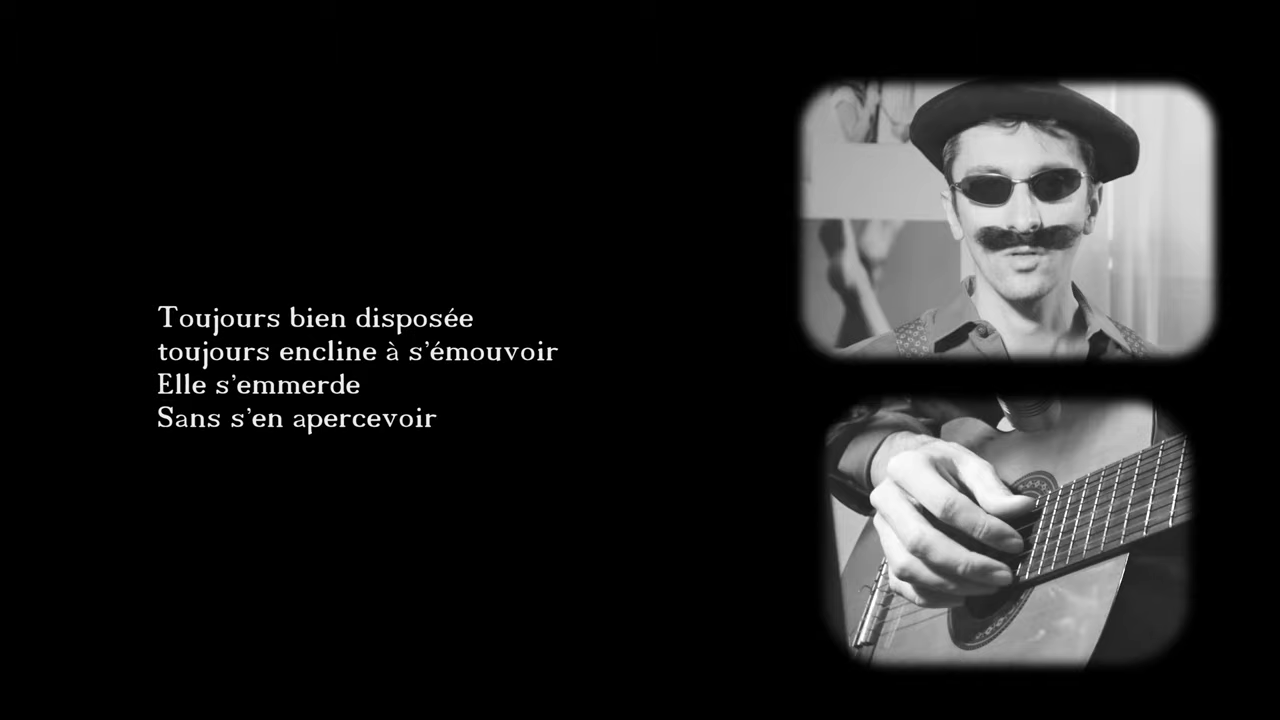 Toujours bien disposée
toujours encline à s'émouvoir
Elle s'emmerde
Sans s'en apercevoir